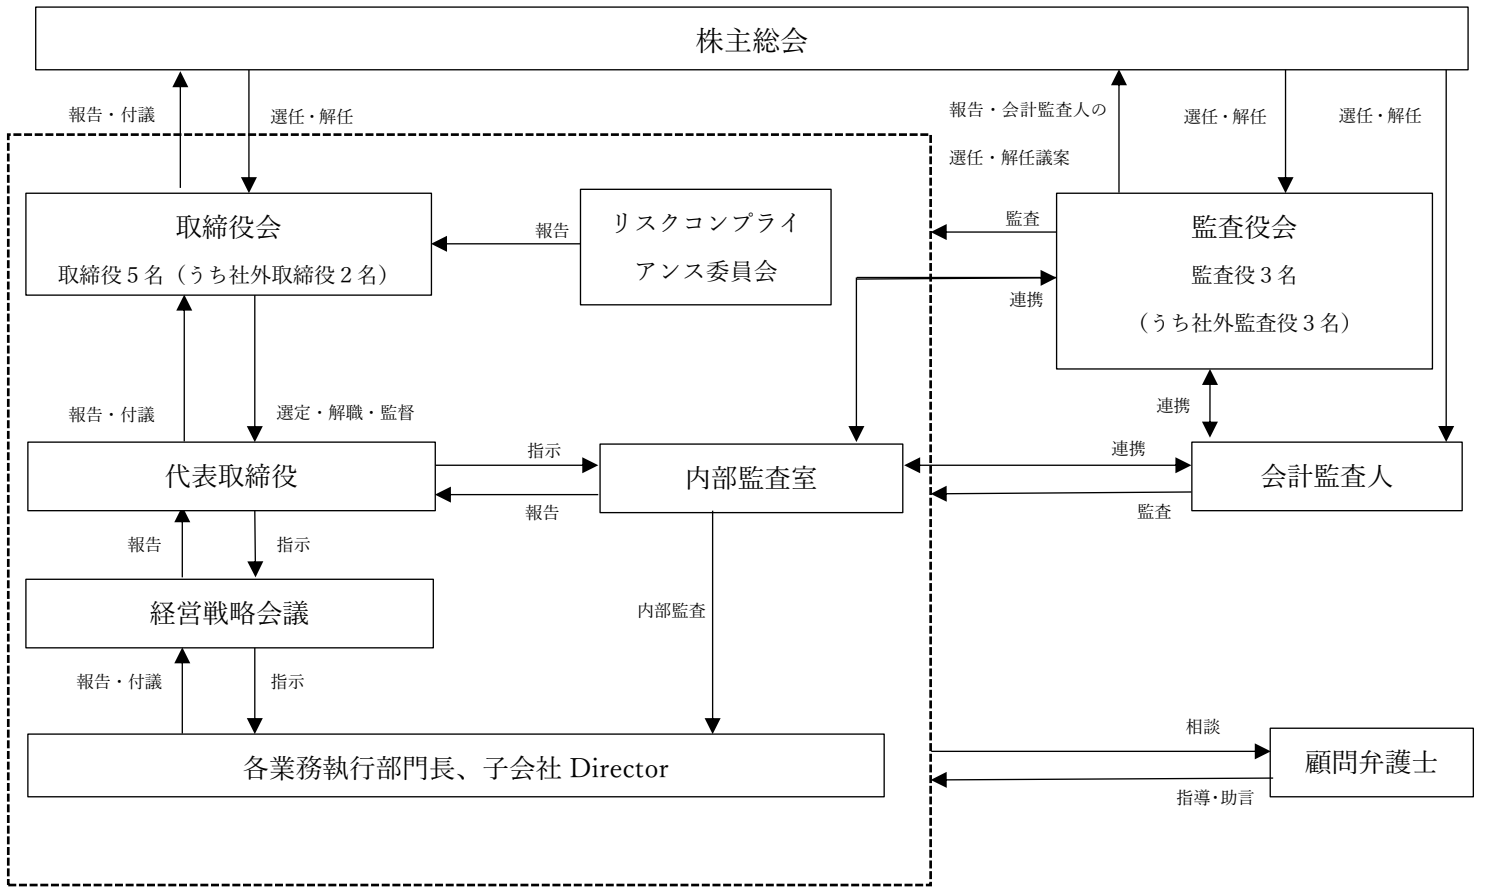 株主総会
報告・付議
選任・解任
報告・会計監査人の
選任・解任議案
選任・解任
選任・解任
取締役会
取締役５名（うち社外取締役２名）
報告
リスクコンプライ
アンス委員会
監査
連携
監査役会
監査役３名
（うち社外監査役３名）
報告・付議
選定・解職・監督
連携
代表取締役
指示
報告
内部監査室
連携
監査
会計監査人
報告
指示
経営戦略会議
内部監査
報告・付議
指示
各業務執行部門長、子会社 Director
相談
指導・助言
顧問弁護士